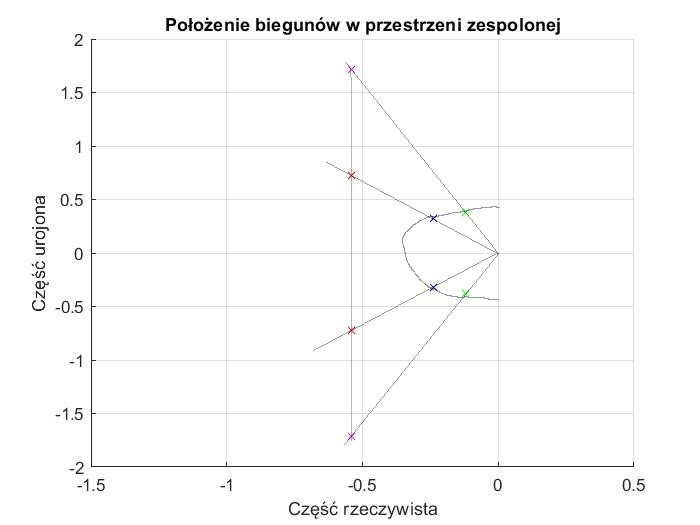 Położenie biegunów w przestrzeni zespolonej
2
1.5
1
0.5
0
-0.5
-1
-1.5
-2
Część urojona
-1.5 -1 -0.5 0 0.5
Część rzeczywista